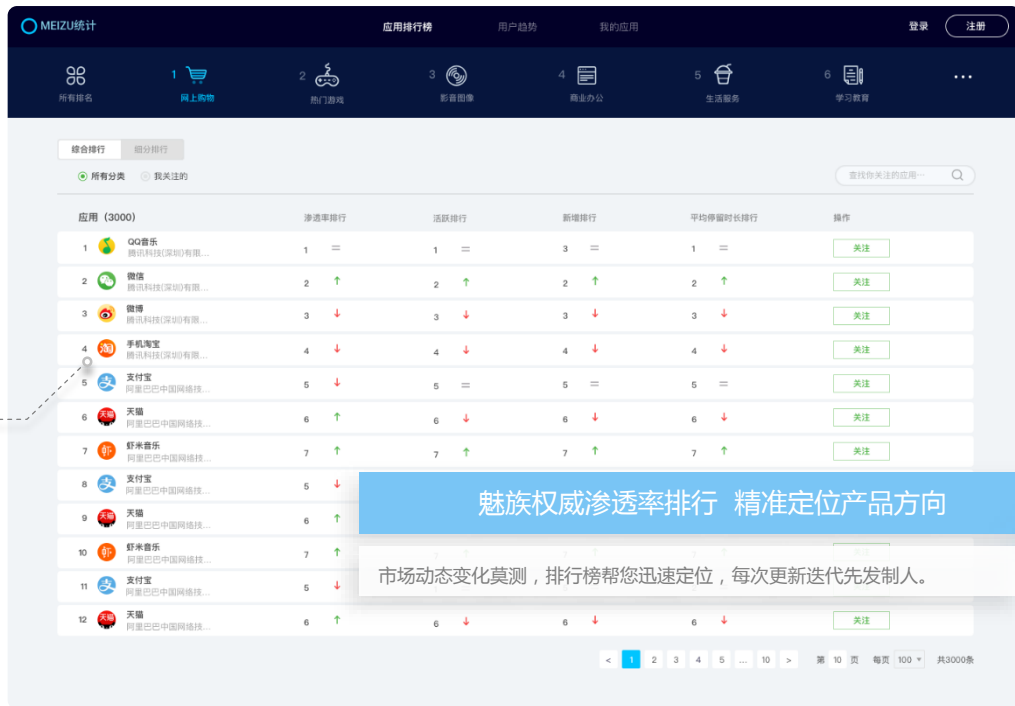 MEIZU统计 应用排行榜 用户趋势 我的应用 登录 注册
1 2 3 4 5 6 ...
所有排名 网上购物 热门游戏 影音图像 商业办公 生活服务 学习教育
综合排行 细分排行
所有分类 我关注的 查找你关注的应用...
应用（3000） 渗透率排行 活跃排行 新增排行 平均停留时长排行 操作
1 QQ音乐 1 = 1 = 3 = 1 = 关注
腾讯科技(深圳)有限...
2 微信 2 ↑ 2 ↑ 2 ↑ 2 ↑ 关注
腾讯科技(深圳)有限...
3 微博 3 ↓ 3 ↓ 3 ↓ 3 ↓ 关注
腾讯科技(深圳)有限...
4 淘 手机淘宝 4 ↓ 4 ↓ 4 ↓ 4 ↓ 关注
腾讯科技(深圳)有限...
5 支 支付宝 5 ↓ 5 = 5 = 5 = 关注
阿里巴巴中国网络技...
6 天猫 天猫 6 ↑ 6 ↓ 6 ↓ 6 ↓ 关注
阿里巴巴中国网络技...
7 虾 虾米音乐 7 ↑ 7 ↑ 7 ↑ 7 ↑ 关注
阿里巴巴中国网络技...
8 支 支付宝 5 ↓
阿里巴巴中国网络技...
魅族权威渗透率排行 精准定位产品方向
9 天猫 天猫 6 ↑
阿里巴巴中国网络技...
10 虾 虾米音乐 7 ↑
阿里巴巴中国网络技...
市场动态变化莫测，排行榜帮您迅速定位，每次更新迭代先发制人。
11 支 支付宝 5 ↓
阿里巴巴中国网络技...
12 天猫 天猫 6 ↑ 6 ↓ 6 ↓ 6 ↓ 关注
阿里巴巴中国网络技...
< 1 2 3 4 5 ... 10 > 第 10 页 每页 100 共3000条